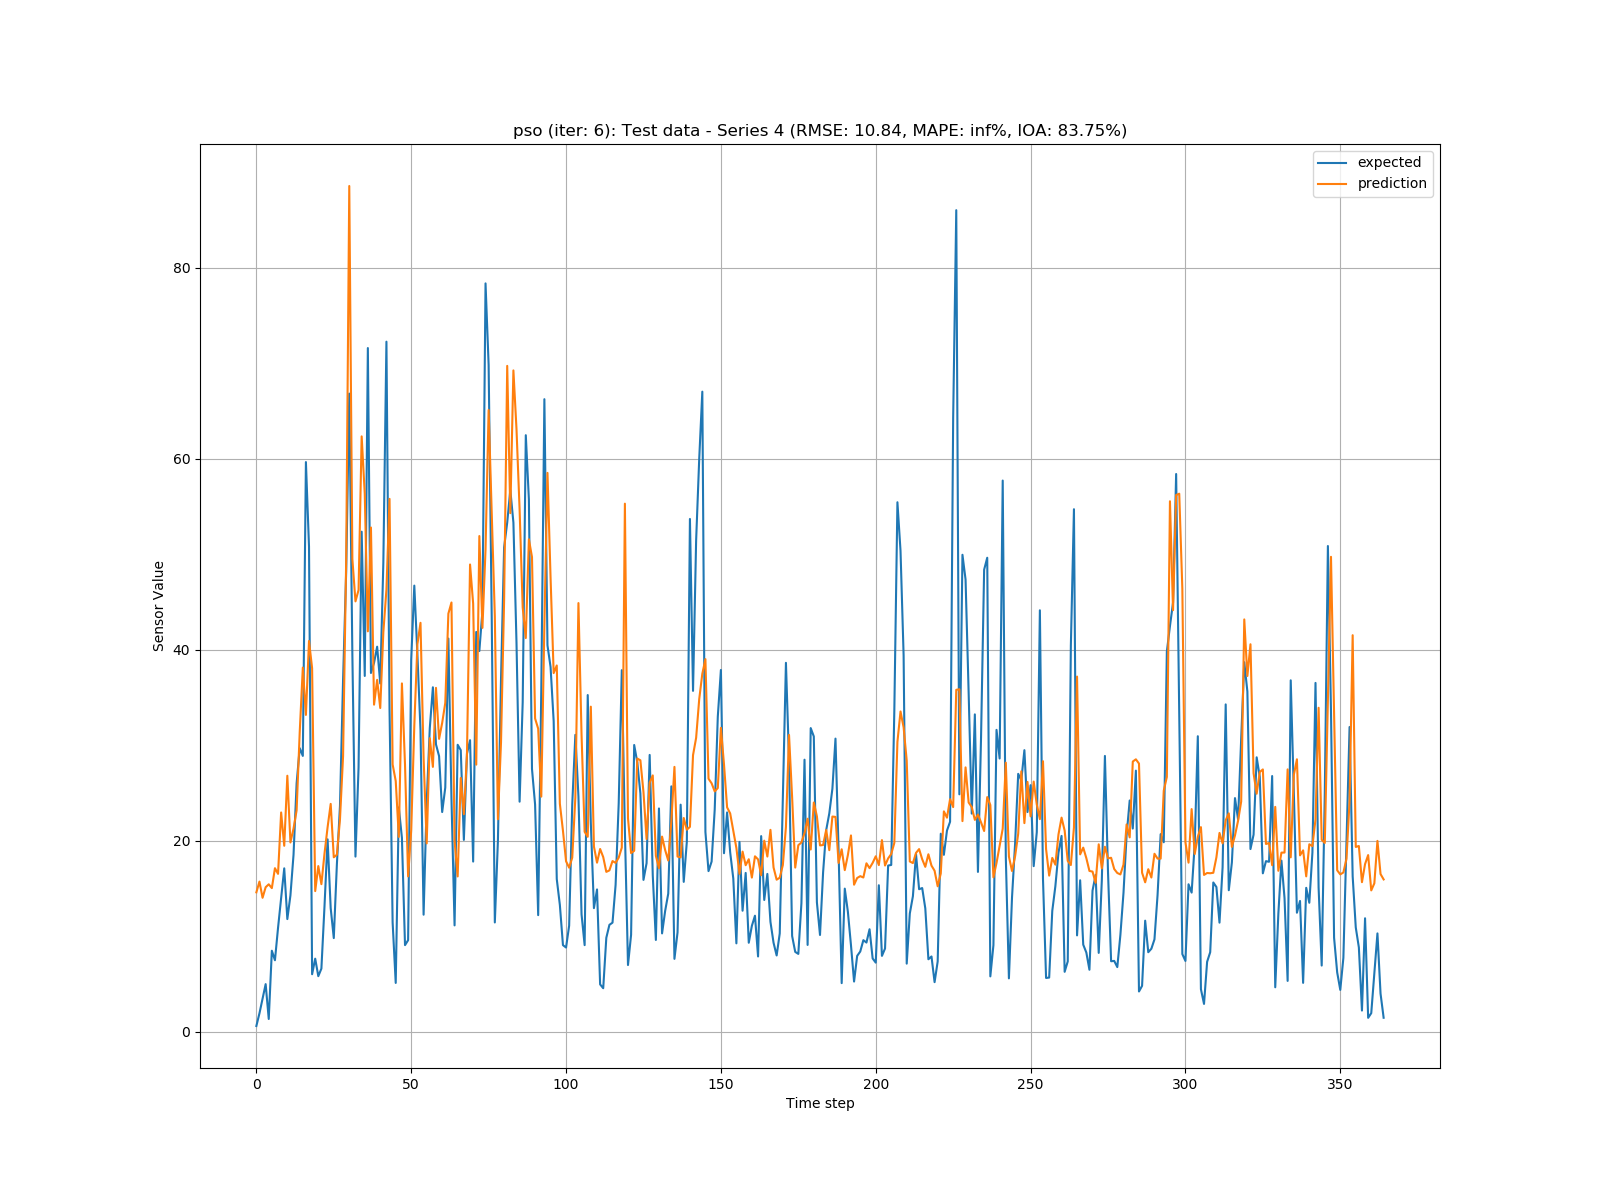 pso (iter: 6): Test data - Series 4 (RMSE: 10.84, MAPE: inf%, IOA: 83.75%)
expected
prediction
80
60
40
20
0
Sensor Value
0 50 100 150 200 250 300 350
Time step